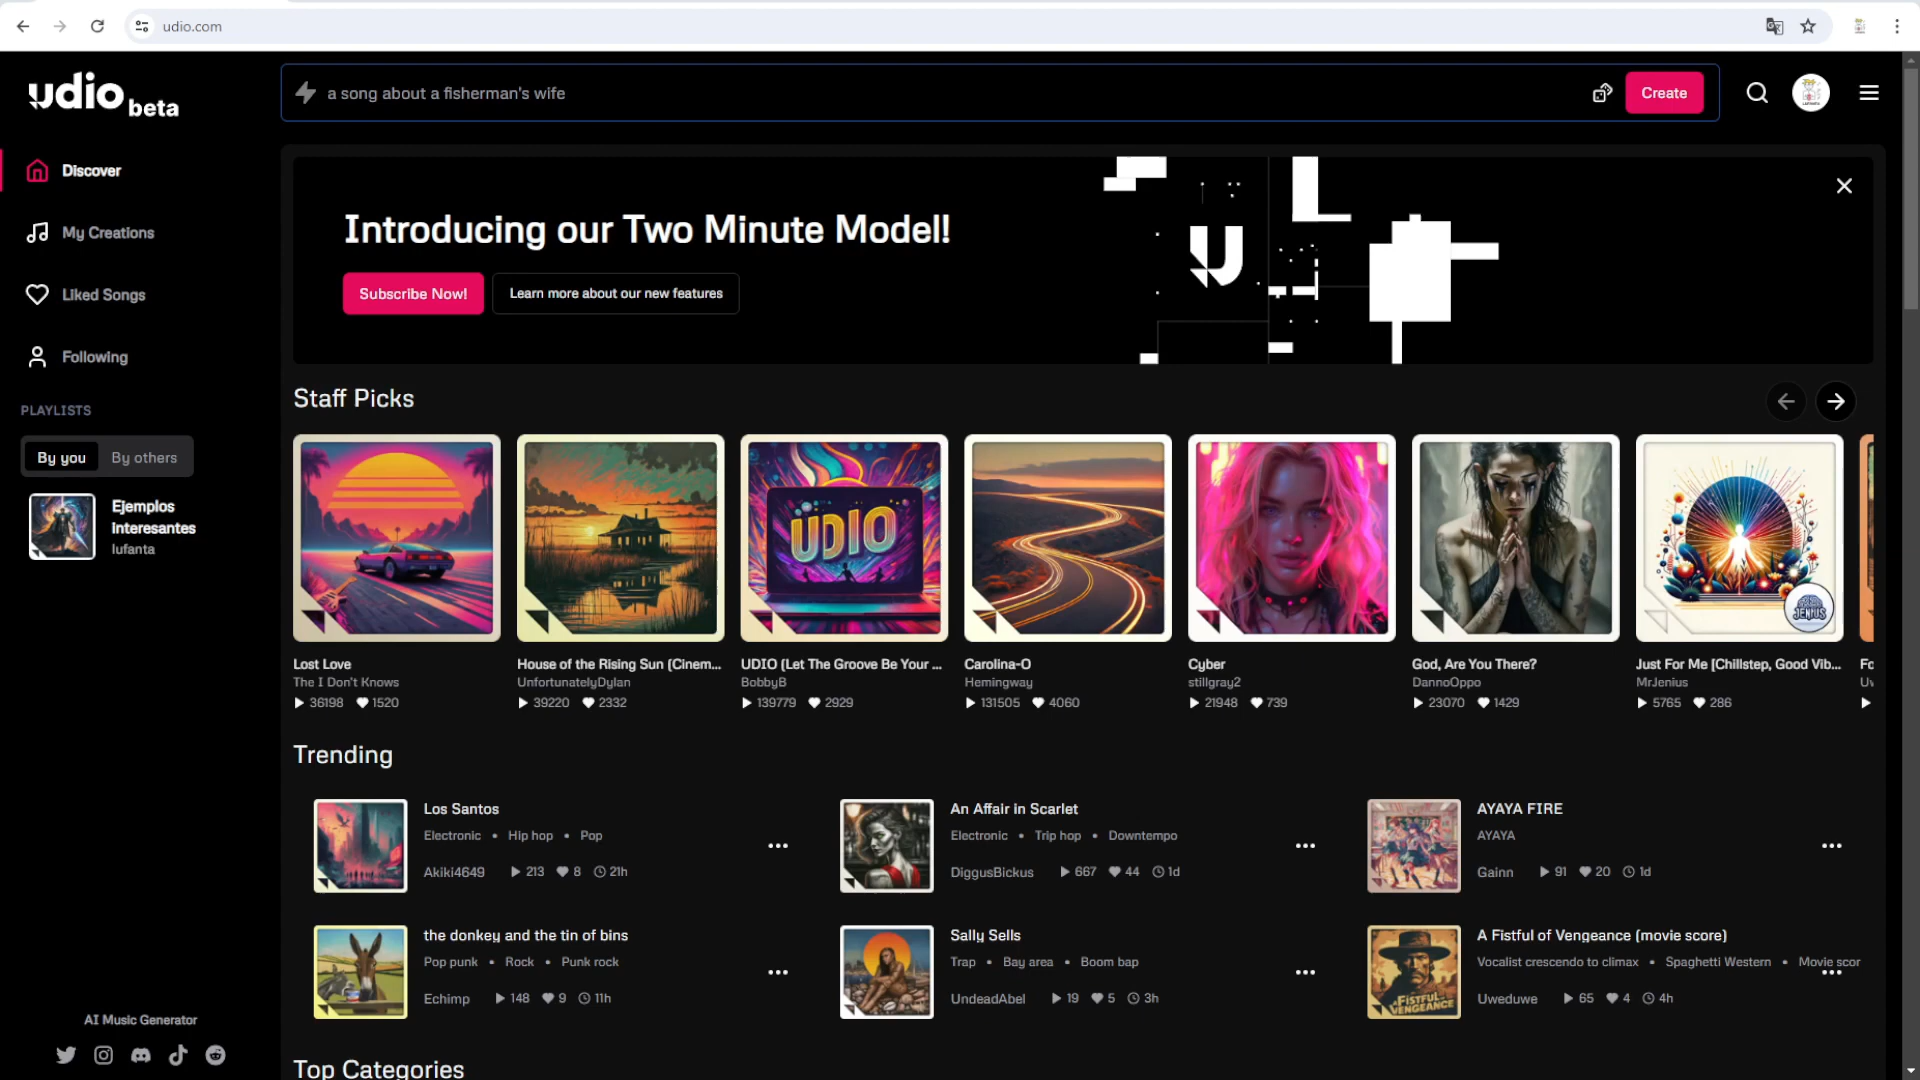 udio.com
udio beta
a song about a fisherman's wife
Create
Discover
My Creations
Liked Songs
Following
PLAYLISTS
By you
By others
Ejemplos
interesantes
lufanta
AI Music Generator
Introducing our Two Minute Model!
Subscribe Now!
Learn more about our new features
Staff Picks
UDIO
JENIUS
Lost Love
The I Don't Knows
36198 1520
House of the Rising Sun (Cinem...
UnfortunatelyDylan
39220 2332
UDIO (Let The Groove Be Your ...
BobbyB
139779 2929
Carolina-O
Hemingway
131505 4060
Cyber
stillgray2
21948 739
God, Are You There?
DannoOppo
23070 1429
Just For Me [Chillstep, Good Vib...
MrJenius
5765 286
Trending
Los Santos
Electronic • Hip hop • Pop
Akiki4649 213 8 21h
An Affair in Scarlet
Electronic • Trip hop • Downtempo
DiggusBickus 667 44 1d
AYAYA FIRE
AYAYA
Gainn 91 20 1d
the donkey and the tin of bins
Pop punk • Rock • Punk rock
Echimp 148 9 11h
Sally Sells
Trap • Bay area • Boom bap
UndeadAbel 19 5 3h
A FISTFUL
VENGEANCE
A Fistful of Vengeance (movie score)
Vocalist crescendo to climax • Spaghetti Western • Movie scor
Uweduwe 65 4 4h
Top Categories